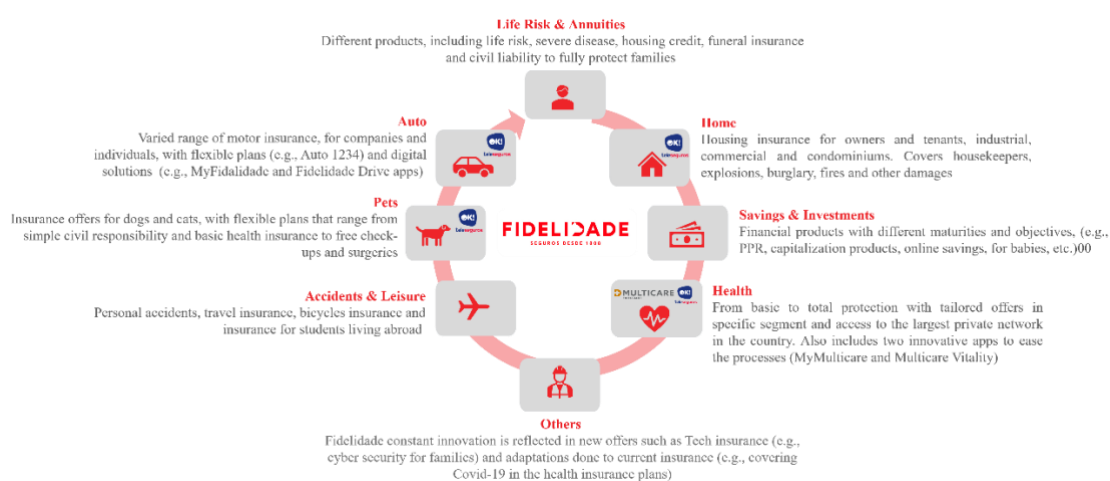 Life Risk & Annuities
Different products, including life risk, severe disease, housing credit, funeral insurance
and civil liability to fully protect families
Auto
Varied range of motor insurance, for companies and
individuals, with flexible plans (e.g., Auto 1234) and digital
solutions (e.g., MyFidalidade and Fidelidade Drive apps)
OK!
teleseguros
Home
Housing insurance for owners and tenants, industrial,
commercial and condominiums. Covers housekeepers,
explosions, burglary, fires and other damages
OK!
teleseguros
Pets
Insurance offers for dogs and cats, with flexible plans that range from
simple civil responsibility and basic health insurance to free check-
ups and surgeries
OK!
teleseguros
FIDELIDADE
SEGUROS DESDE 1808
Savings & Investments
Financial products with different maturities and objectives, (e.g.,
PPR, capitalization products, online savings, for babies, etc.)00
Accidents & Leisure
Personal accidents, travel insurance, bicycles insurance and
insurance for students living abroad
MULTICARE
OK!
teleseguros
Health
From basic to total protection with tailored offers in
specific segment and access to the largest private network
in the country. Also includes two innovative apps to ease
the processes (MyMulticare and Multicare Vitality)
Others
Fidelidade constant innovation is reflected in new offers such as Tech insurance (e.g.,
cyber security for families) and adaptations done to current insurance (e.g., covering
Covid-19 in the health insurance plans)